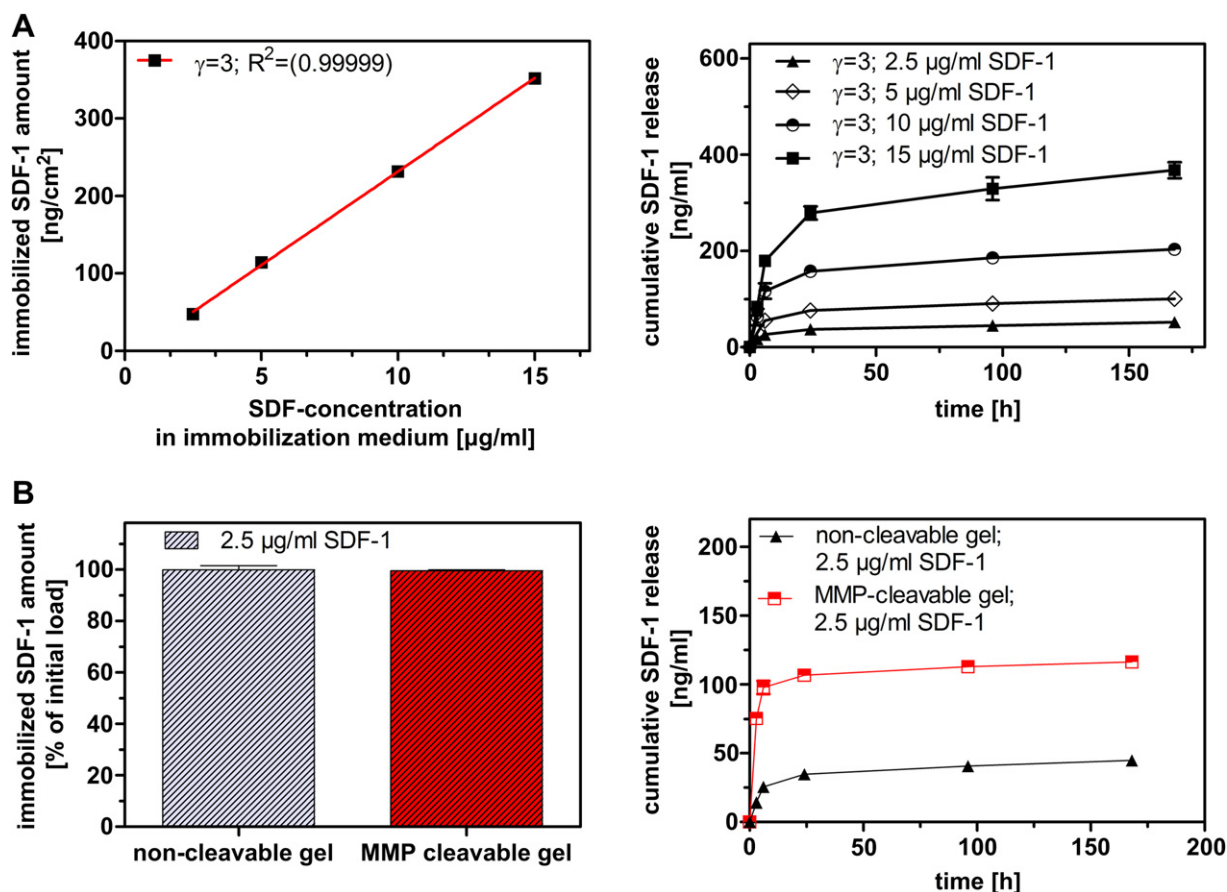 A
immobilized SDF-1 amount
[ng/cm²]
400
300
200
100
0
γ=3; R²=(0.99999)
0 5 10 15
SDF-concentration
in immobilization medium [µg/ml]
cumulative SDF-1 release
[ng/ml]
600
400
200
0
γ=3; 2.5 µg/ml SDF-1
γ=3; 5 µg/ml SDF-1
γ=3; 10 µg/ml SDF-1
γ=3; 15 µg/ml SDF-1
0 50 100 150
time [h]
B
immobilized SDF-1 amount
[% of initial load]
100
80
60
40
20
0
2.5 µg/ml SDF-1
non-cleavable gel MMP cleavable gel
cumulative SDF-1 release
[ng/ml]
200
150
100
50
0
non-cleavable gel;
2.5 µg/ml SDF-1
MMP-cleavable gel;
2.5 µg/ml SDF-1
0 50 100 150 200
time [h]